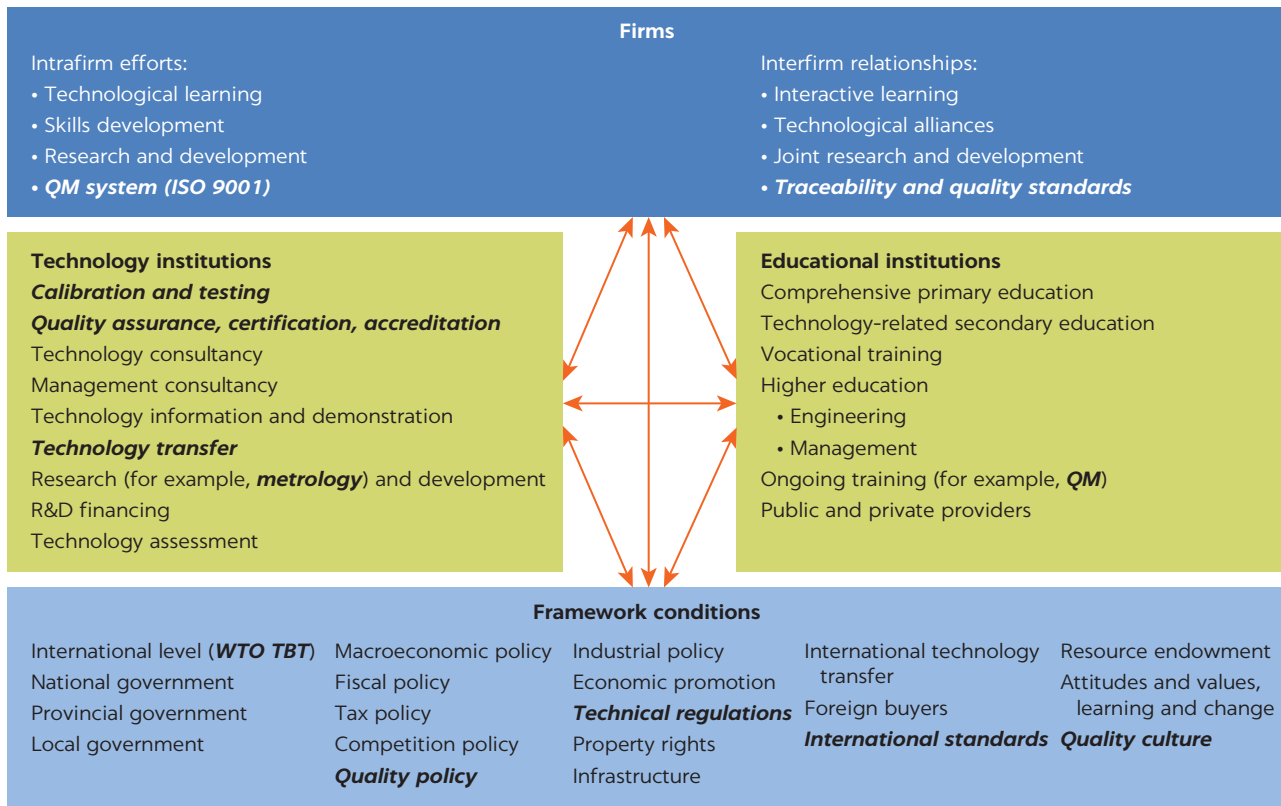 Firms
Intrafirm efforts:
• Technological learning
• Skills development
• Research and development
• QM system (ISO 9001)
Interfirm relationships:
• Interactive learning
• Technological alliances
• Joint research and development
• Traceability and quality standards
Technology institutions
Calibration and testing
Quality assurance, certification, accreditation
Technology consultancy
Management consultancy
Technology information and demonstration
Technology transfer
Research (for example, metrology) and development
R&D financing
Technology assessment
Educational institutions
Comprehensive primary education
Technology-related secondary education
Vocational training
Higher education
• Engineering
• Management
Ongoing training (for example, QM)
Public and private providers
Framework conditions
International level (WTO TBT)
National government
Provincial government
Local government
Macroeconomic policy
Fiscal policy
Tax policy
Competition policy
Quality policy
Industrial policy
Economic promotion
Technical regulations
Property rights
Infrastructure
International technology
transfer
Foreign buyers
International standards
Resource endowment
Attitudes and values,
learning and change
Quality culture